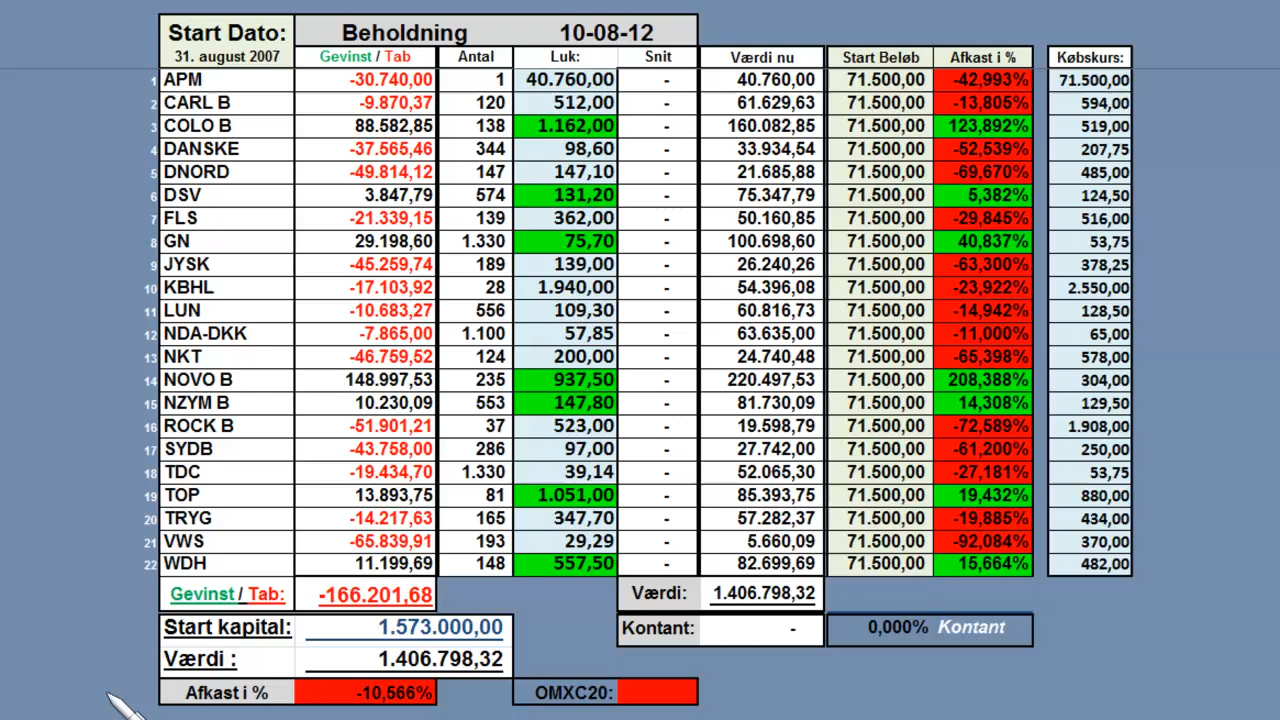 Start Dato: Beholdning 10-08-12
31. august 2007 Gevinst / Tab Antal Luk: Snit Værdi nu Start Beløb Afkast i % Købskurs:
1 APM -30.740,00 1 40.760,00 - 40.760,00 71.500,00 -42,993% 71.500,00
2 CARL B -9.870,37 120 512,00 - 61.629,63 71.500,00 -13,805% 594,00
3 COLO B 88.582,85 138 1.162,00 - 160.082,85 71.500,00 123,892% 519,00
4 DANSKE -37.565,46 344 98,60 - 33.934,54 71.500,00 -52,539% 207,75
5 DNORD -49.814,12 147 147,10 - 21.685,88 71.500,00 -69,670% 485,00
6 DSV 3.847,79 574 131,20 - 75.347,79 71.500,00 5,382% 124,50
7 FLS -21.339,15 139 362,00 - 50.160,85 71.500,00 -29,845% 516,00
8 GN 29.198,60 1.330 75,70 - 100.698,60 71.500,00 40,837% 53,75
9 JYSK -45.259,74 189 139,00 - 26.240,26 71.500,00 -63,300% 378,25
10 KBHL -17.103,92 28 1.940,00 - 54.396,08 71.500,00 -23,922% 2.550,00
11 LUN -10.683,27 556 109,30 - 60.816,73 71.500,00 -14,942% 128,50
12 NDA-DKK -7.865,00 1.100 57,85 - 63.635,00 71.500,00 -11,000% 65,00
13 NKT -46.759,52 124 200,00 - 24.740,48 71.500,00 -65,398% 578,00
14 NOVO B 148.997,53 235 937,50 - 220.497,53 71.500,00 208,388% 304,00
15 NZYM B 10.230,09 553 147,80 - 81.730,09 71.500,00 14,308% 129,50
16 ROCK B -51.901,21 37 523,00 - 19.598,79 71.500,00 -72,589% 1.908,00
17 SYDB -43.758,00 286 97,00 - 27.742,00 71.500,00 -61,200% 250,00
18 TDC -19.434,70 1.330 39,14 - 52.065,30 71.500,00 -27,181% 53,75
19 TOP 13.893,75 81 1.051,00 - 85.393,75 71.500,00 19,432% 880,00
20 TRYG -14.217,63 165 347,70 - 57.282,37 71.500,00 -19,885% 434,00
21 VWS -65.839,91 193 29,29 - 5.660,09 71.500,00 -92,084% 370,00
22 WDH 11.199,69 148 557,50 - 82.699,69 71.500,00 15,664% 482,00
Gevinst / Tab: -166.201,68 Værdi: 1.406.798,32
Start kapital: 1.573.000,00 Kontant: - 0,000% Kontant
Værdi : 1.406.798,32
Afkast i % -10,566% OMXC20: